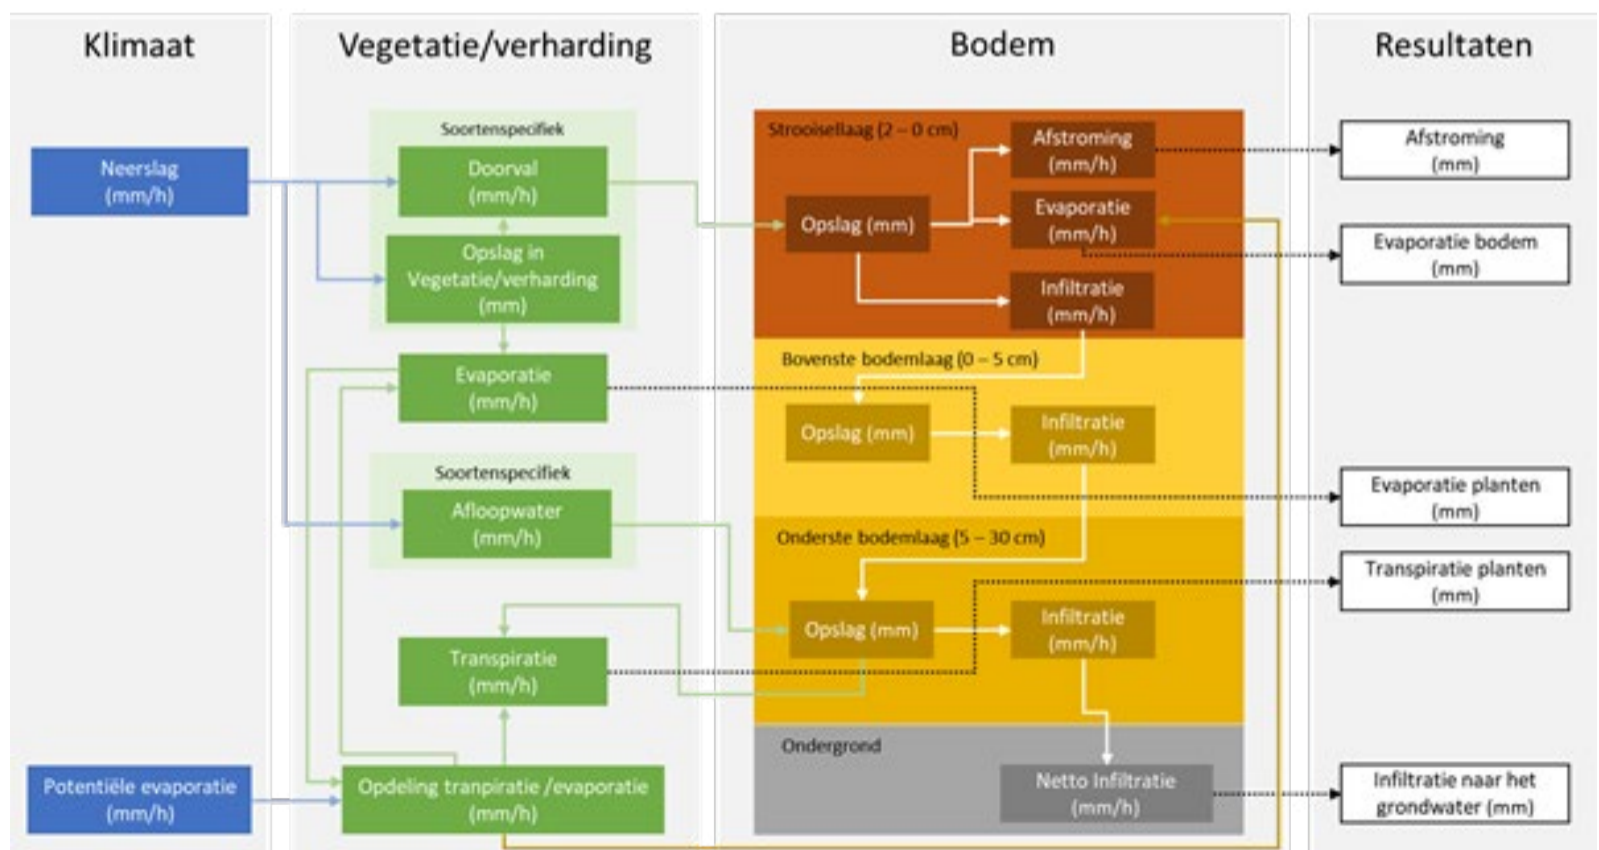 Klimaat
Neerslag
(mm/h)
Potentiële evaporatie
(mm/h)
Vegetatie/verharding
Soortenspecifiek
Doorval
(mm/h)
Opslag in
Vegetatie/verharding
(mm)
Evaporatie
(mm/h)
Soortenspecifiek
Afloopwater
(mm/h)
Transpiratie
(mm/h)
Opdeling tranpiratie /evaporatie
(mm/h)
Bodem
Strooisellaag (2 – 0 cm)
Opslag (mm)
Afstroming
(mm/h)
Evaporatie
(mm/h)
Infiltratie
(mm/h)
Bovenste bodemlaag (0 – 5 cm)
Opslag (mm)
Infiltratie
(mm/h)
Onderste bodemlaag (5 – 30 cm)
Opslag (mm)
Infiltratie
(mm/h)
Ondergrond
Netto Infiltratie
(mm/h)
Resultaten
Afstroming
(mm)
Evaporatie bodem
(mm)
Evaporatie planten
(mm)
Transpiratie planten
(mm)
Infiltratie naar het
grondwater (mm)